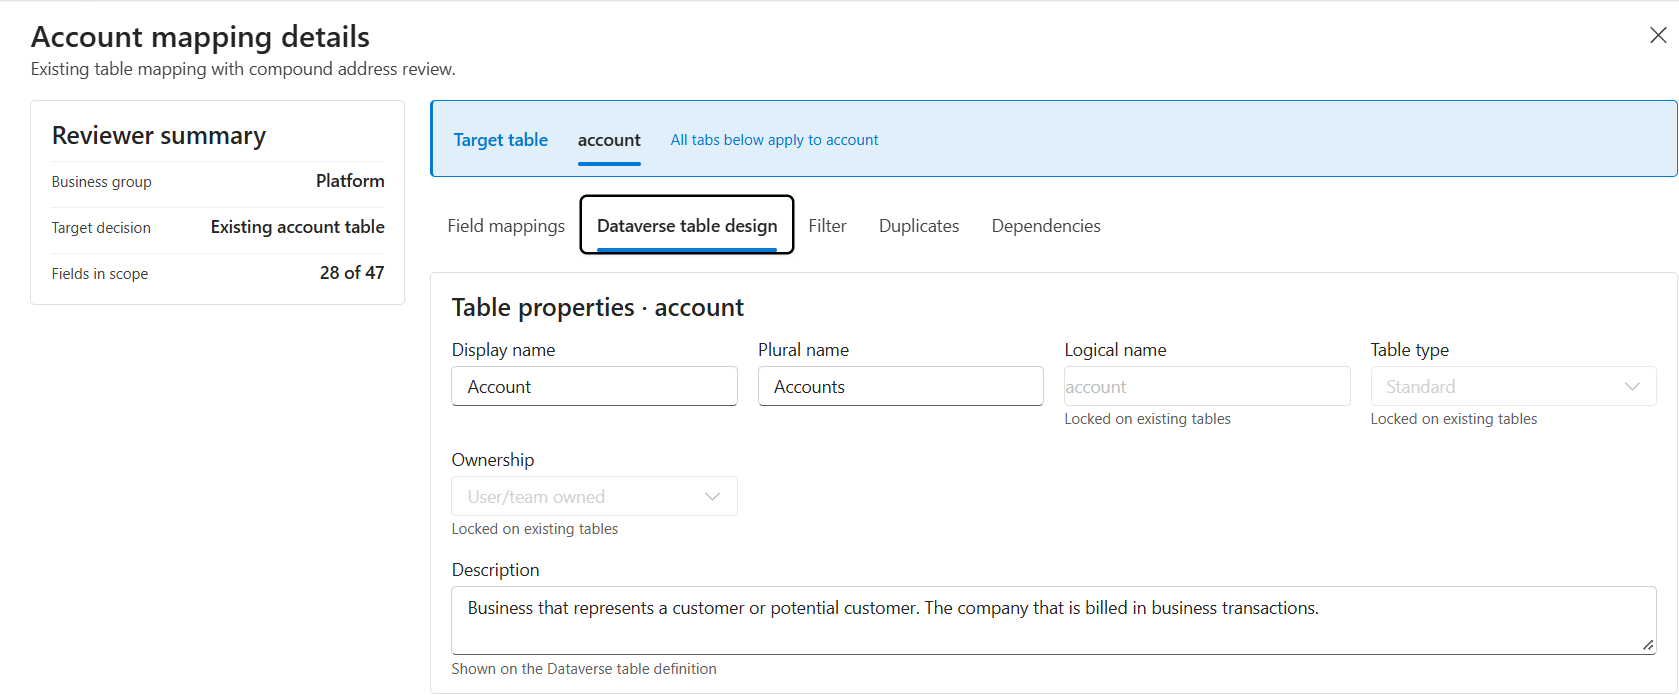 Account mapping details
Existing table mapping with compound address review.
Reviewer summary
Business group Platform
Target decision Existing account table
Fields in scope 28 of 47
Target table account All tabs below apply to account
Field mappings Dataverse table design Filter Duplicates Dependencies
Table properties · account
Display name Plural name Logical name Table type
Account Accounts account Standard
Locked on existing tables Locked on existing tables
Ownership
User/team owned
Locked on existing tables
Description
Business that represents a customer or potential customer. The company that is billed in business transactions.
Shown on the Dataverse table definition